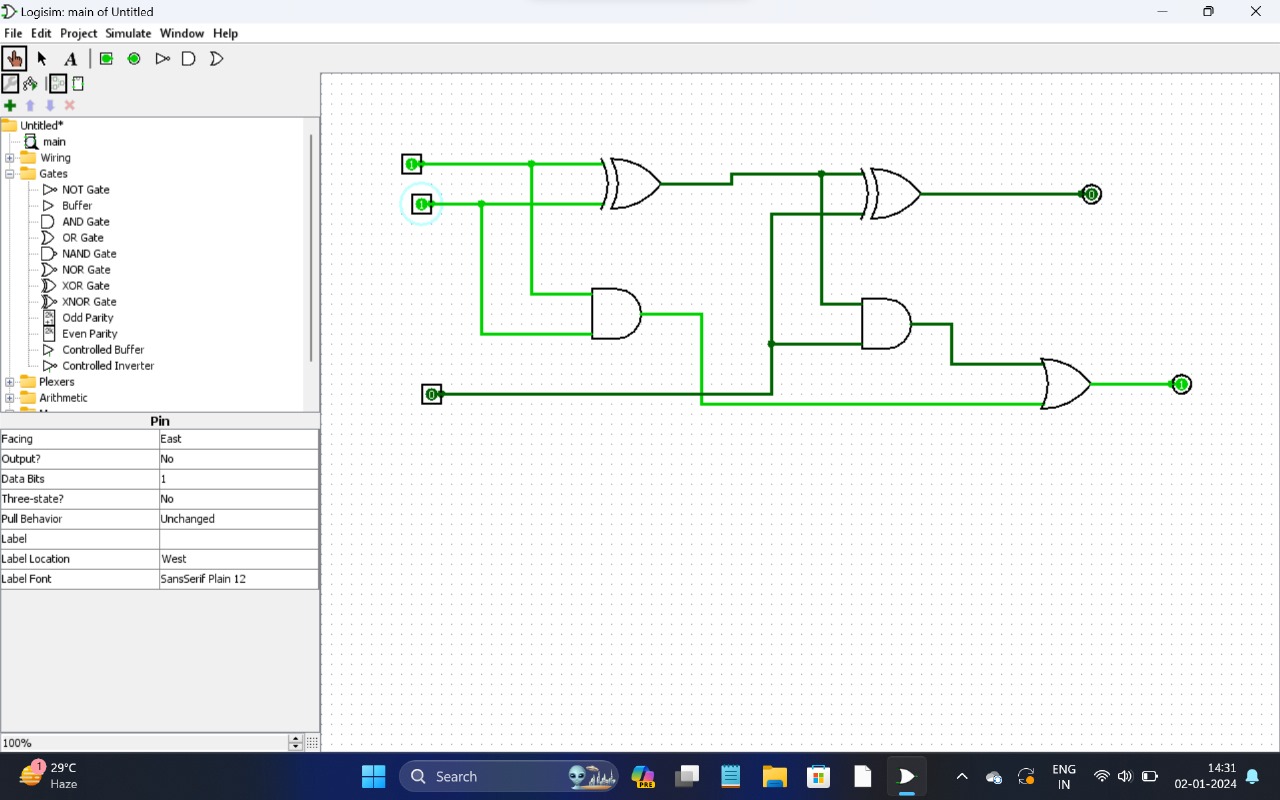 Logisim: main of Untitled
File Edit Project Simulate Window Help
A
Untitled*
main
Wiring
Gates
NOT Gate
Buffer
AND Gate
OR Gate
NAND Gate
NOR Gate
XOR Gate
XNOR Gate
Odd Parity
Even Parity
Controlled Buffer
Controlled Inverter
Plexers
Arithmetic
Pin
Facing East
Output? No
Data Bits 1
Three-state? No
Pull Behavior Unchanged
Label
Label Location West
Label Font SansSerif Plain 12
100%
1
1
0
0
1
1
29°C
Haze
Search
PRE
ENG
IN
14:31
02-01-2024